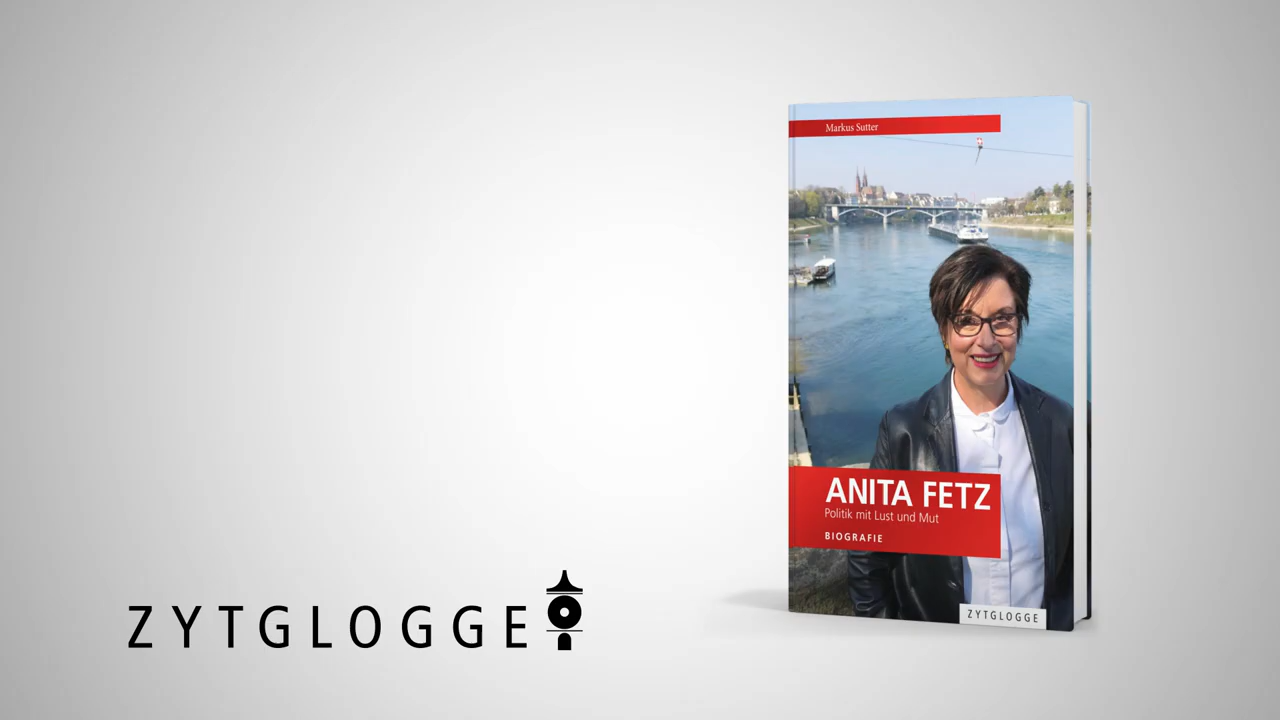 Markus Sutter
ANITA FETZ
Politik mit Lust und Mut
BIOGRAFIE
ZYTGLOGGE
ZYTGLOGGE